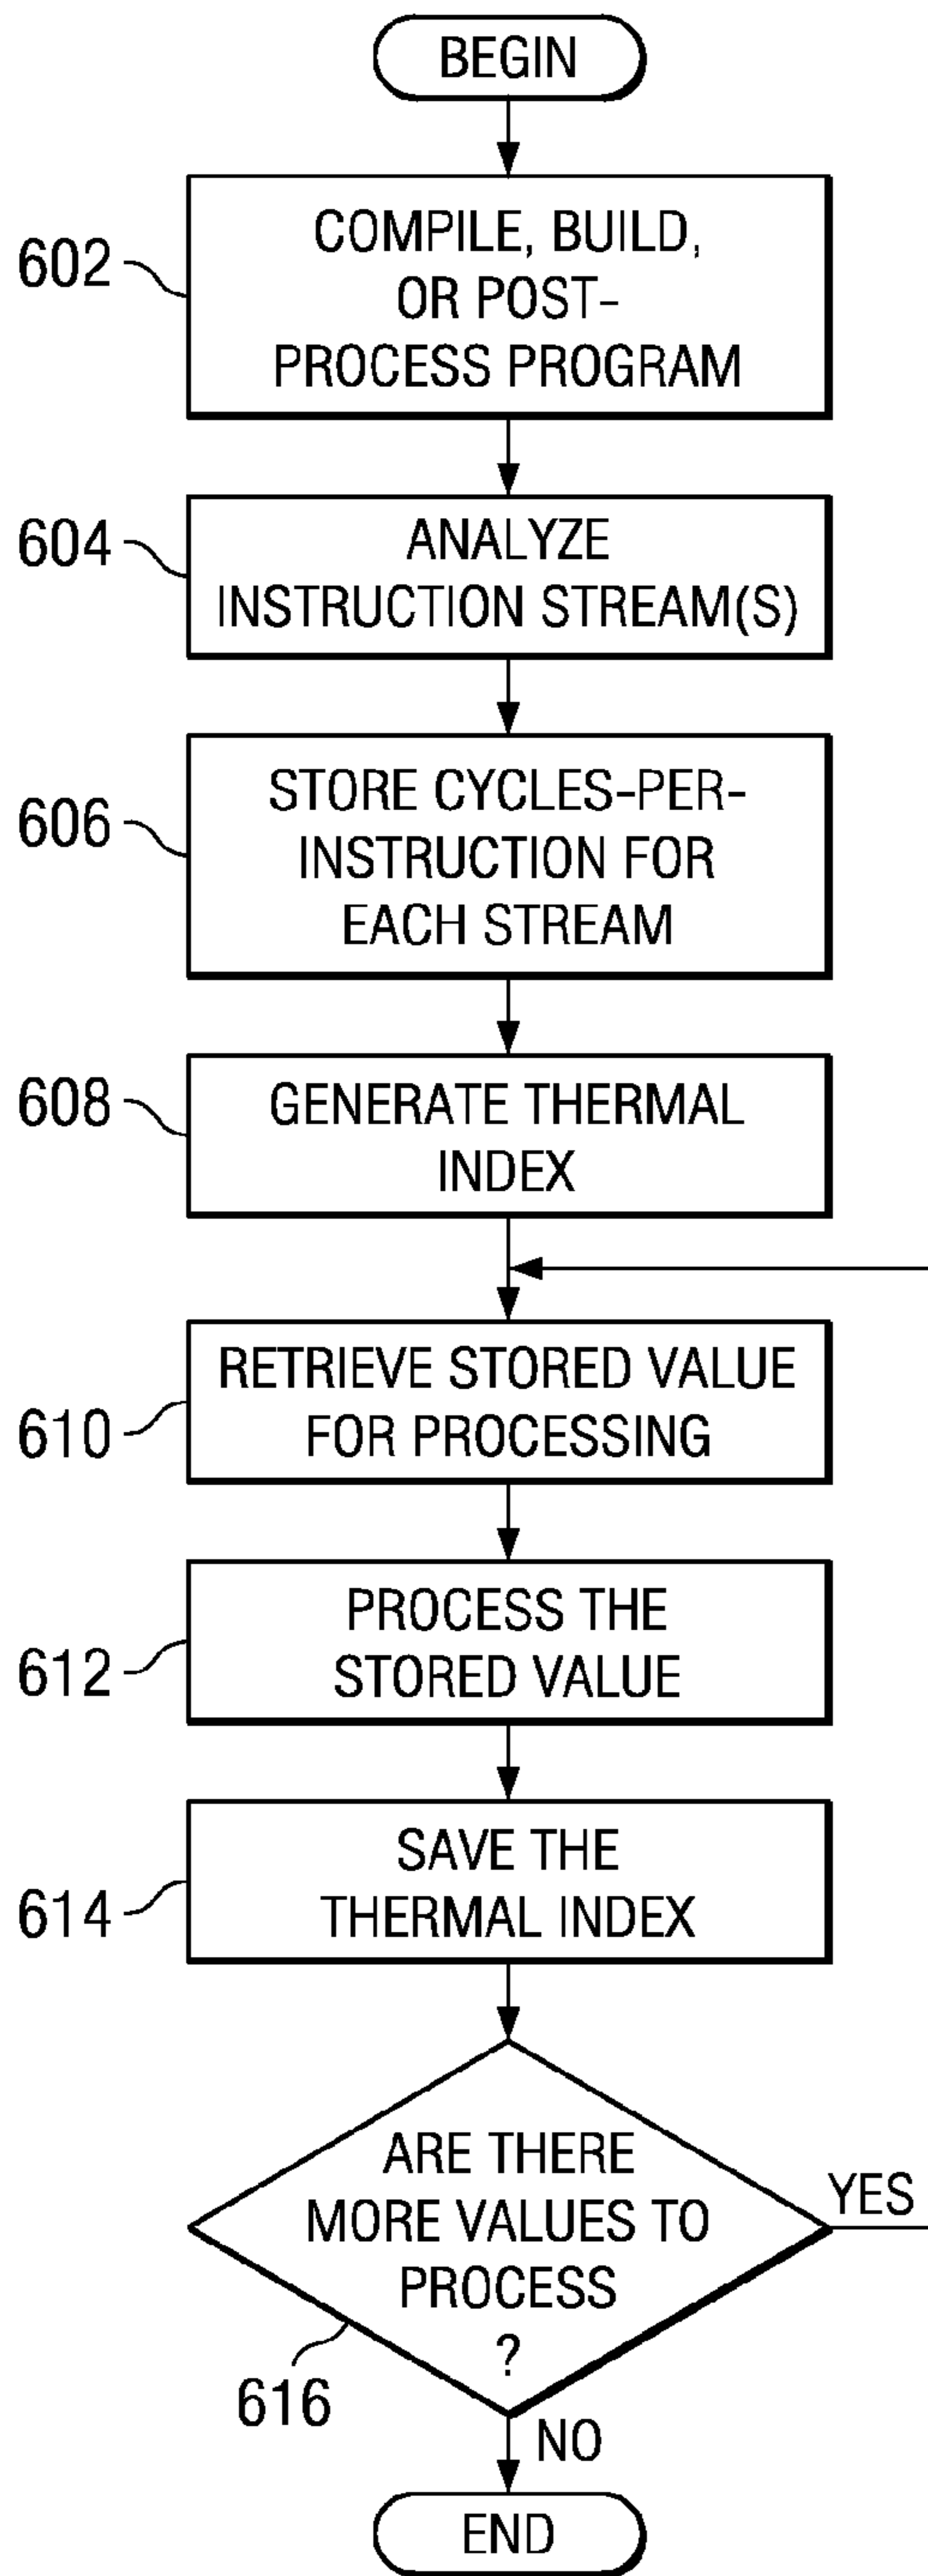 BEGIN
602
COMPILE, BUILD,
OR POST-
PROCESS PROGRAM
604
ANALYZE
INSTRUCTION STREAM(S)
606
STORE CYCLES-PER-
INSTRUCTION FOR
EACH STREAM
608
GENERATE THERMAL
INDEX
610
RETRIEVE STORED VALUE
FOR PROCESSING
612
PROCESS THE
STORED VALUE
614
SAVE THE
THERMAL INDEX
ARE THERE
MORE VALUES TO
PROCESS
?
YES
616
NO
END